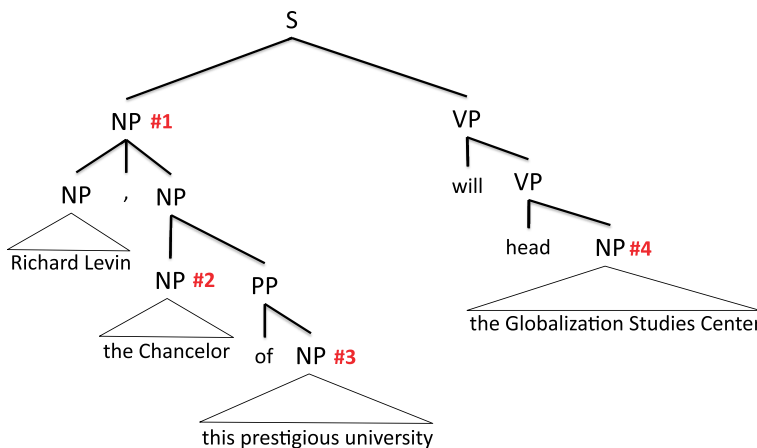 S
NP #1 VP
NP , NP will VP
Richard Levin NP #2 PP head NP #4
the Chancelor of NP #3 the Globalization Studies Center
this prestigious university